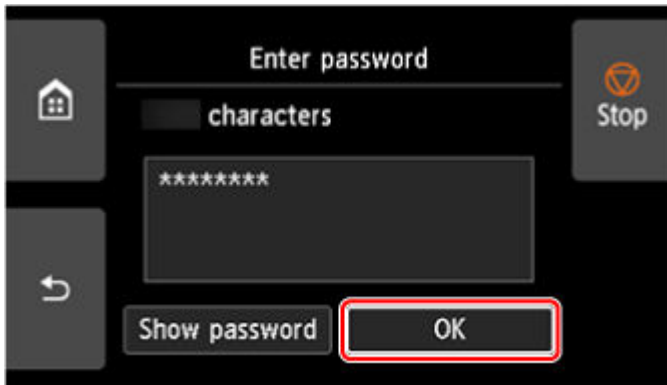 Enter password
characters
Stop
********
Show password
OK